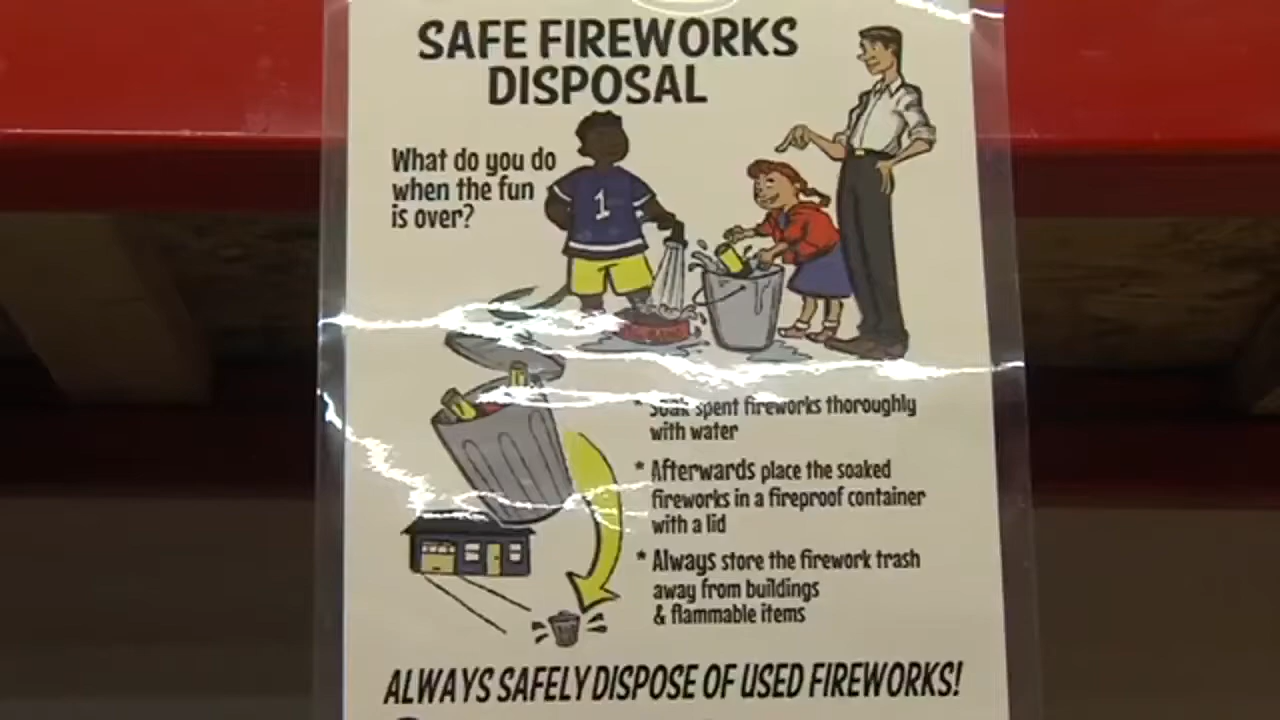 SAFE FIREWORKS
DISPOSAL
What do you do
when the fun
is over?
1
* Soak spent fireworks thoroughly
with water
* Afterwards place the soaked
fireworks in a fireproof container
with a lid
* Always store the firework trash
away from buildings
& flammable items
ALWAYS SAFELY DISPOSE OF USED FIREWORKS!